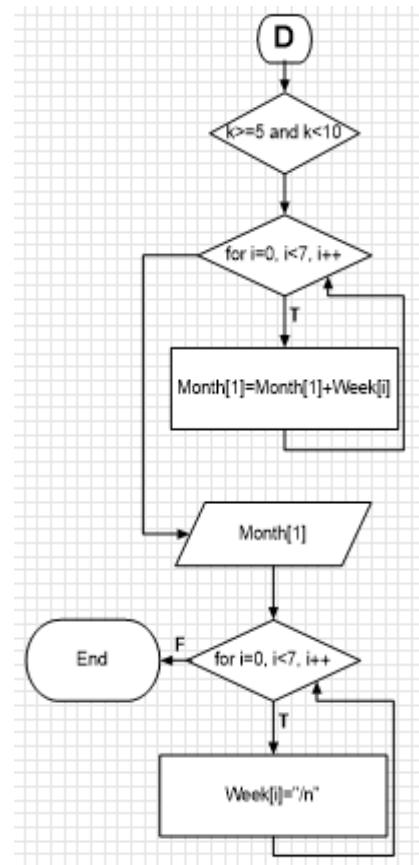 D
k>=5 and k<10
for i=0, i<7, i++
T
Month[1]=Month[1]+Week[i]
Month[1]
F
End
for i=0, i<7, i++
T
Week[i]="/n"